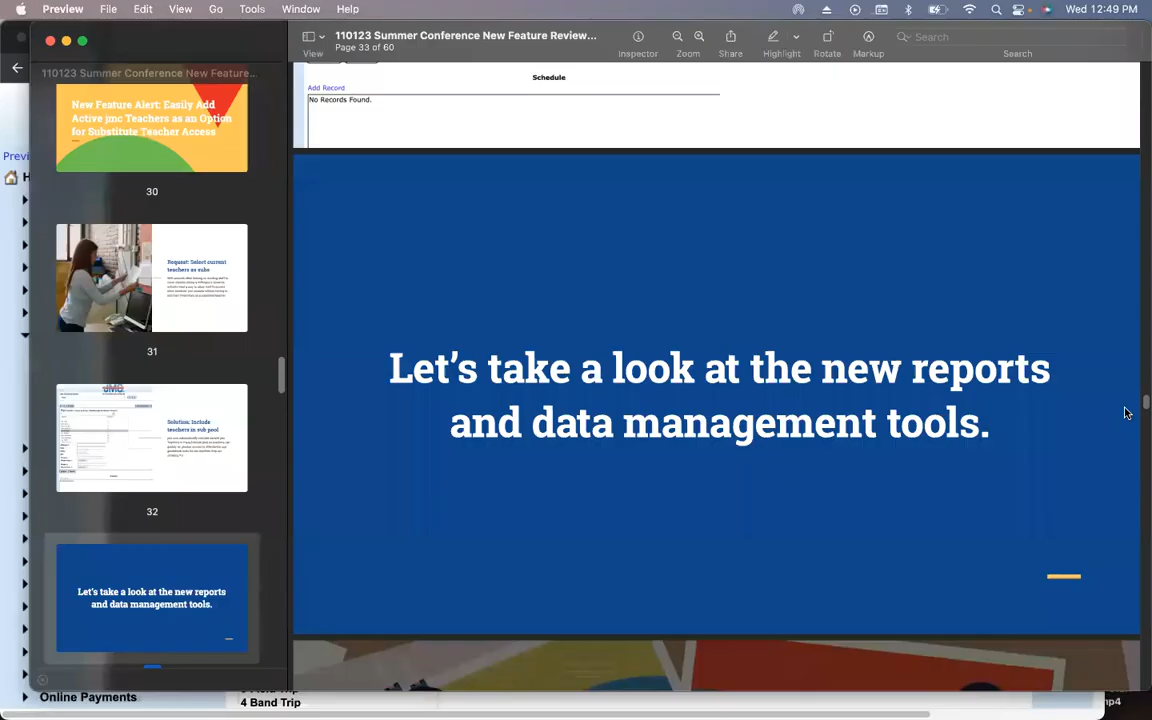 Preview File Edit View Go Tools Window Help Wed 12:49 PM
110123 Summer Conference New Feature Review...
Page 33 of 60
View Inspector Zoom Share Highlight Rotate Markup Search
Search
110123 Summer Conference New Feature...
New Feature Alert: Easily Add
Active jmc Teachers as an Option
for Substitute Teacher Access
30
Request: Select current
teachers as subs
31
JMC
Solution: Include
teachers in sub pool
32
Let's take a look at the new reports
and data management tools.
Schedule
Add Record
No Records Found.
Let's take a look at the new reports
and data management tools.
Previ
H
Online Payments
4 Band Trip
mp4